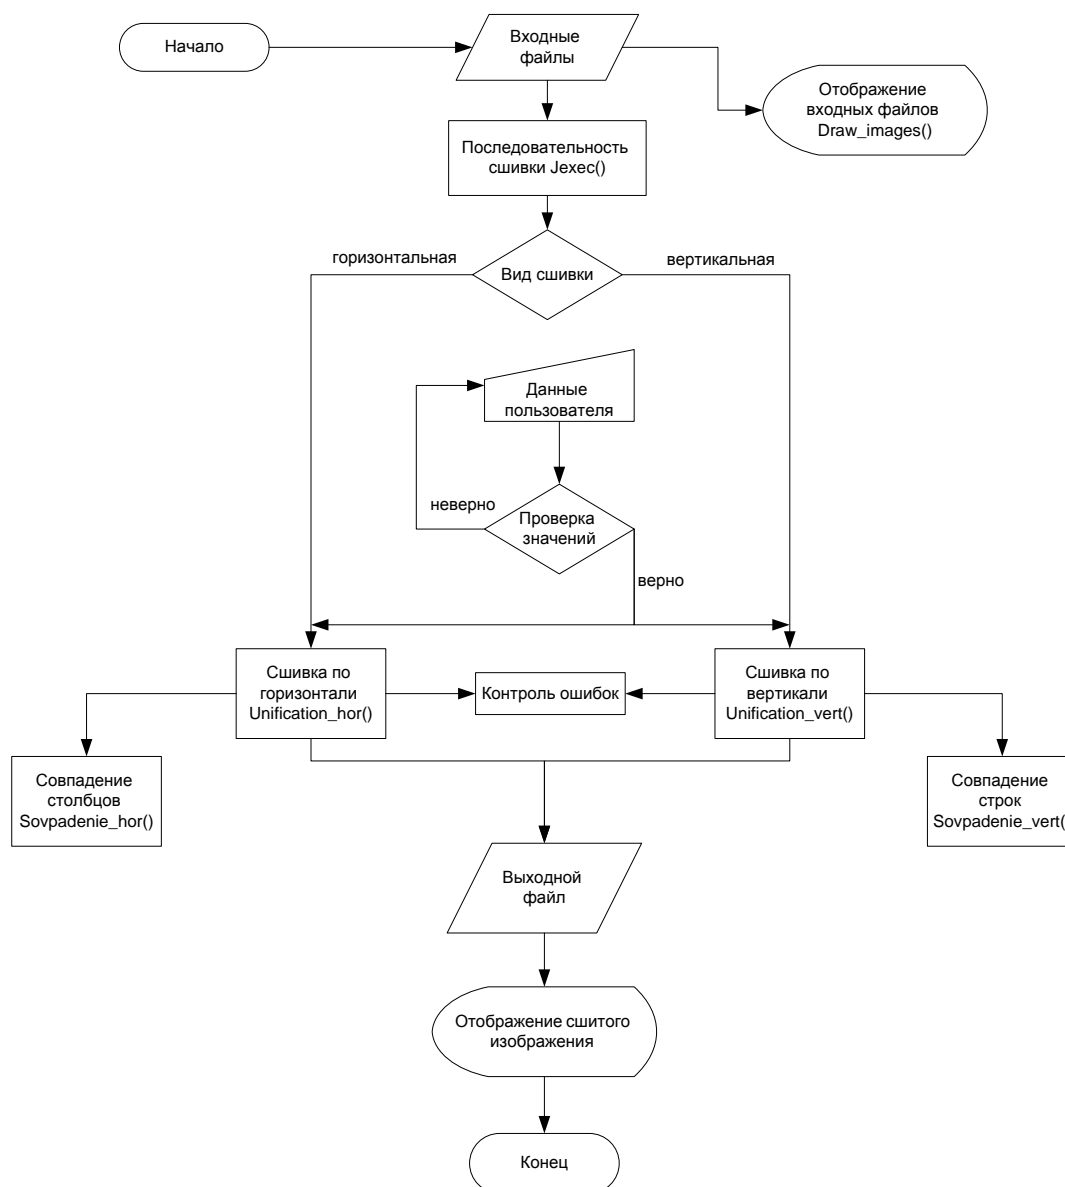 Начало
Входные
файлы
Отображение
входных файлов
Draw_images()
Последовательность
сшивки Jexec()
горизонтальная
Вид сшивки
вертикальная
Данные
пользователя
неверно
Проверка
значений
верно
Сшивка по
горизонтали
Unification_hor()
Контроль ошибок
Сшивка по
вертикали
Unification_vert()
Совпадение
столбцов
Sovpadenie_hor()
Совпадение
строк
Sovpadenie_vert(
Выходной
файл
Отображение сшитого
изображения
Конец